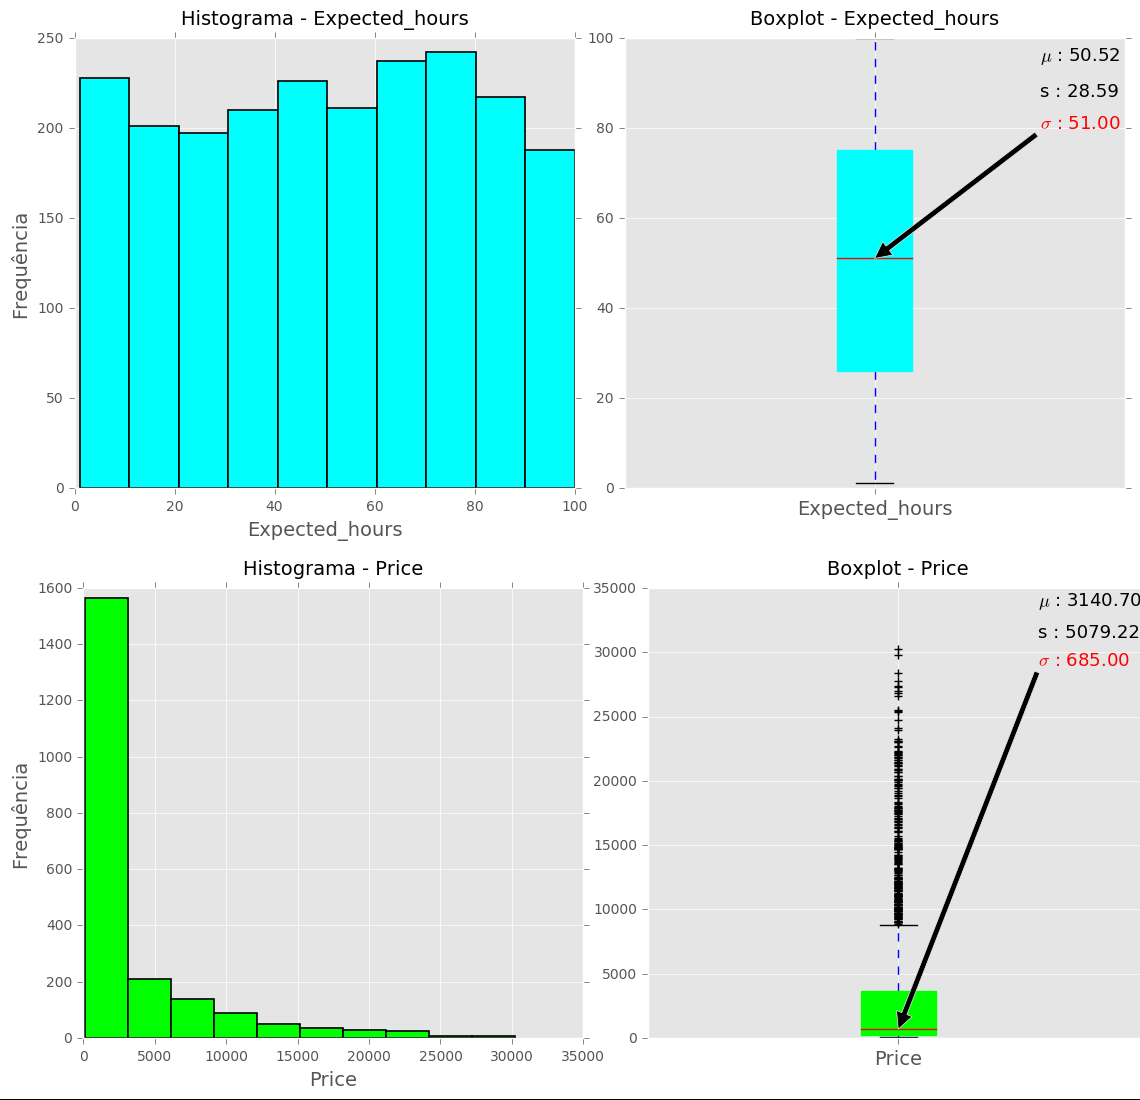 Histograma - Expected_hours
250
200
150
100
50
0
Frequência
0 20 40 60 80 100
Expected_hours
Boxplot - Expected_hours
100
80
60
40
20
0
μ : 50.52
s : 28.59
σ : 51.00
Expected_hours
Histograma - Price
1600
1400
1200
1000
800
600
400
200
0
Frequência
0 5000 10000 15000 20000 25000 30000 35000
Price
Boxplot - Price
35000
30000
25000
20000
15000
10000
5000
0
μ : 3140.70
s : 5079.22
σ : 685.00
Price